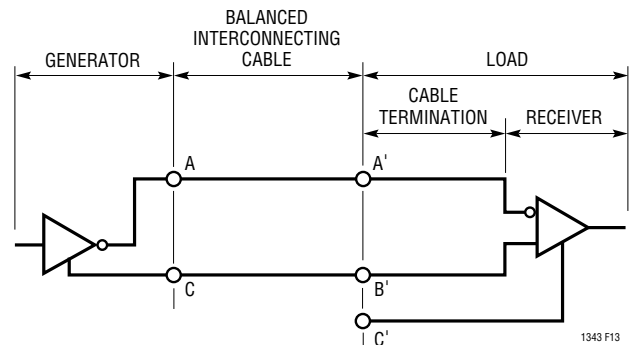 BALANCED
INTERCONNECTING
CABLE
GENERATOR
LOAD
CABLE
TERMINATION
RECEIVER
A
A'
C
B'
C'
1343 F13